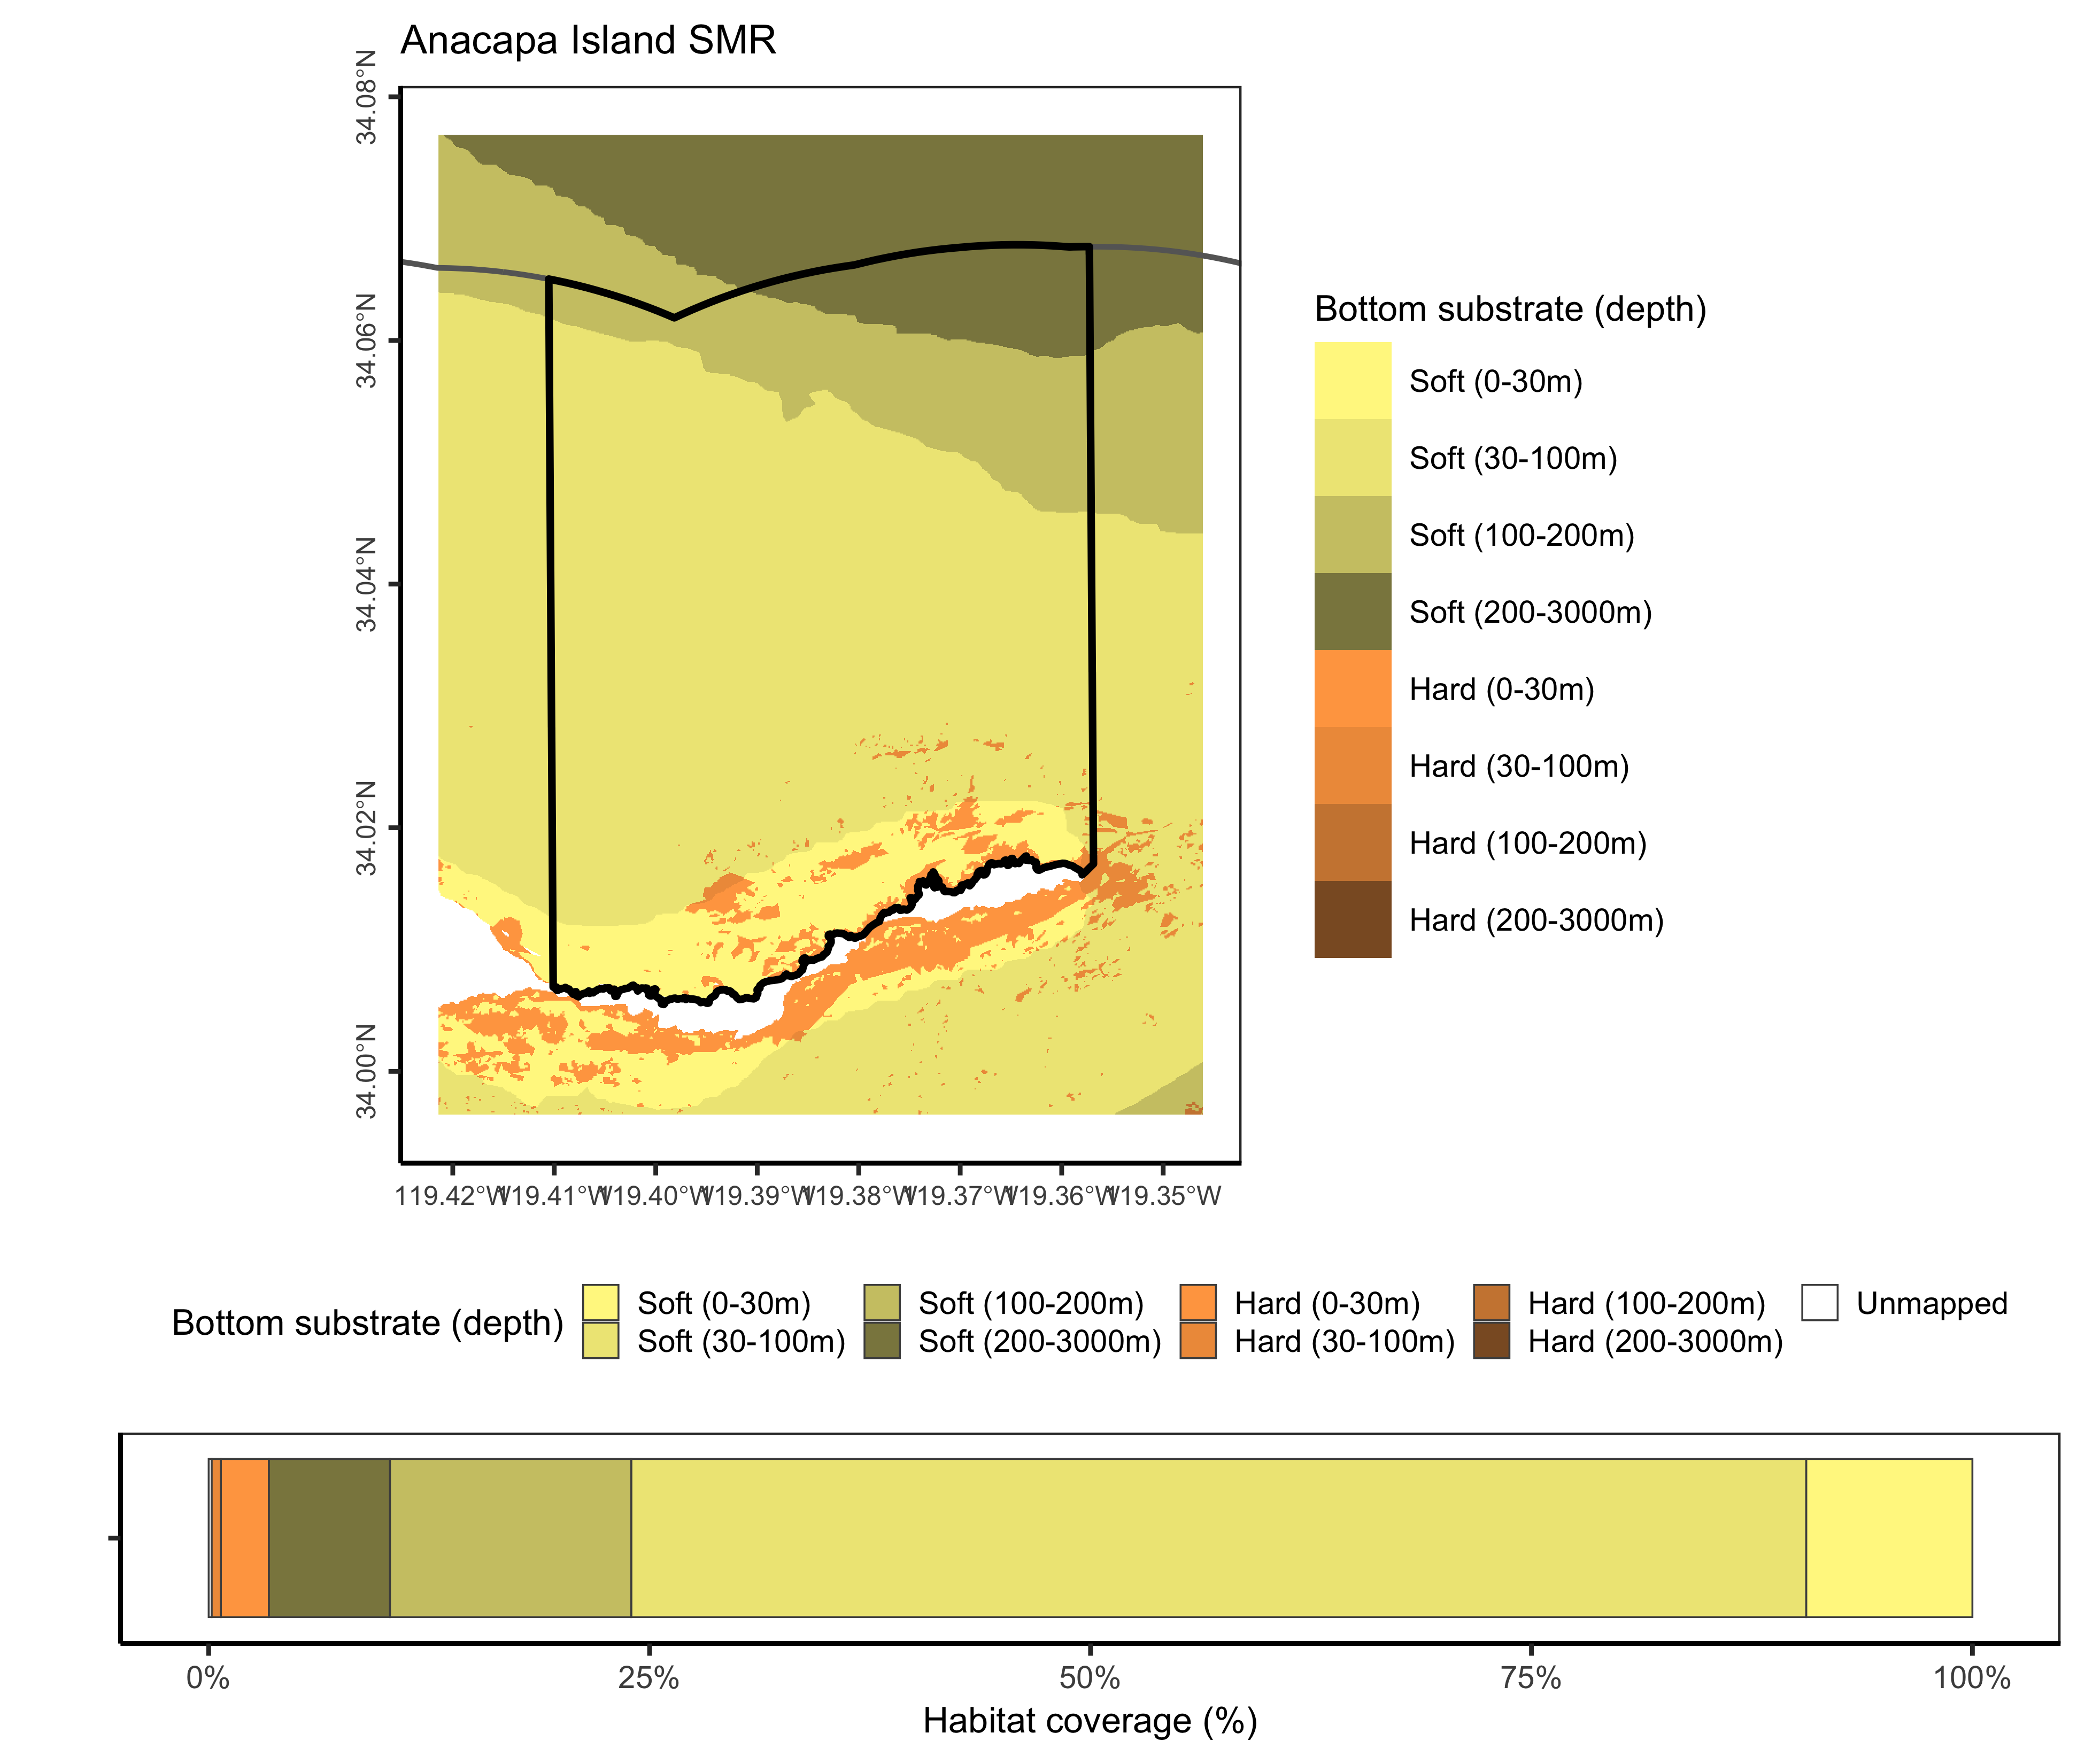 Anacapa Island SMR
34.08°N
34.06°N
34.04°N
34.02°N
34.00°N
119.42°W 119.41°W 119.40°W 119.39°W 119.38°W 119.37°W 119.36°W 119.35°W
Bottom substrate (depth)
Soft (0-30m)
Soft (30-100m)
Soft (100-200m)
Soft (200-3000m)
Hard (0-30m)
Hard (30-100m)
Hard (100-200m)
Hard (200-3000m)
Bottom substrate (depth)
Soft (0-30m) Soft (100-200m) Hard (0-30m) Hard (100-200m) Unmapped
Soft (30-100m) Soft (200-3000m) Hard (30-100m) Hard (200-3000m)
0% 25% 50% 75% 100%
Habitat coverage (%)